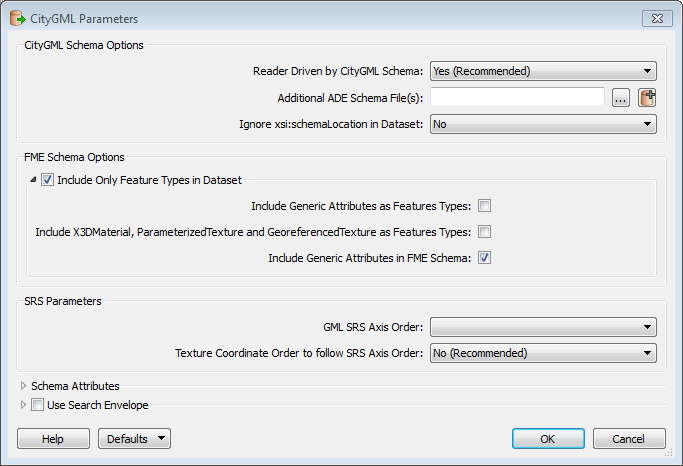 CityGML Parameters
CityGML Schema Options
Reader Driven by CityGML Schema: Yes (Recommended)
Additional ADE Schema File(s): ...
Ignore xsi:schemaLocation in Dataset: No
FME Schema Options
Include Only Feature Types in Dataset
Include Generic Attributes as Features Types:
Include X3DMaterial, ParameterizedTexture and GeoreferencedTexture as Features Types:
Include Generic Attributes in FME Schema:
SRS Parameters
GML SRS Axis Order:
Texture Coordinate Order to follow SRS Axis Order: No (Recommended)
Schema Attributes
Use Search Envelope
Help Defaults OK Cancel